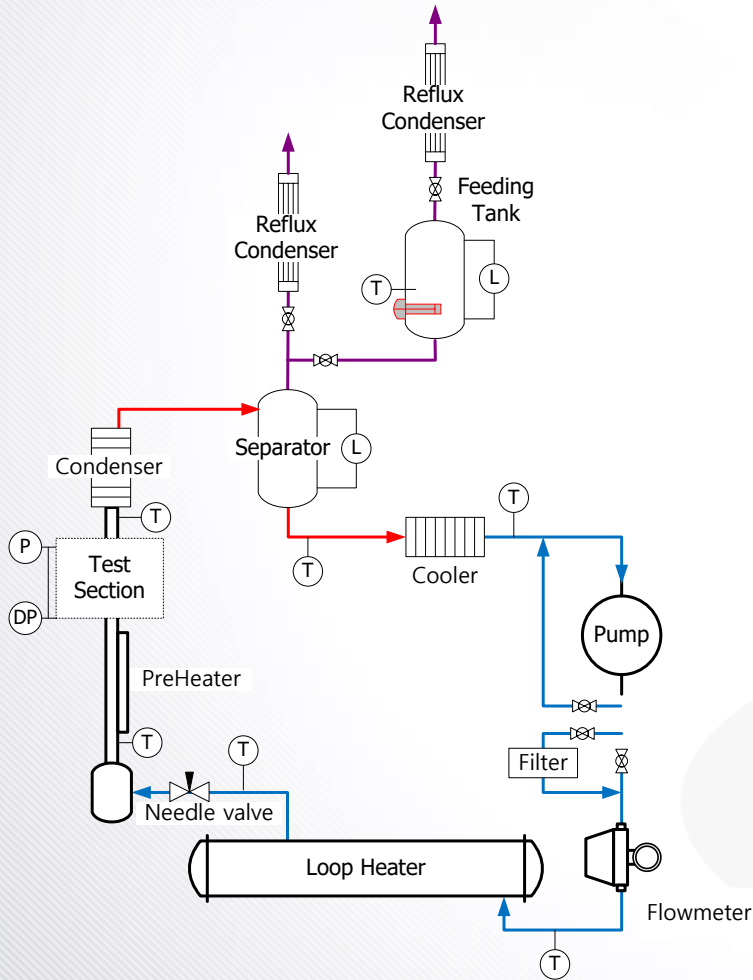 Reflux
Condenser
Feeding
Tank
Reflux
Condenser
T
L
Separator
L
Condenser
T
T
T
Cooler
P
Test
Section
DP
Pump
PreHeater
T
T
Filter
Needle valve
Loop Heater
Flowmeter
T